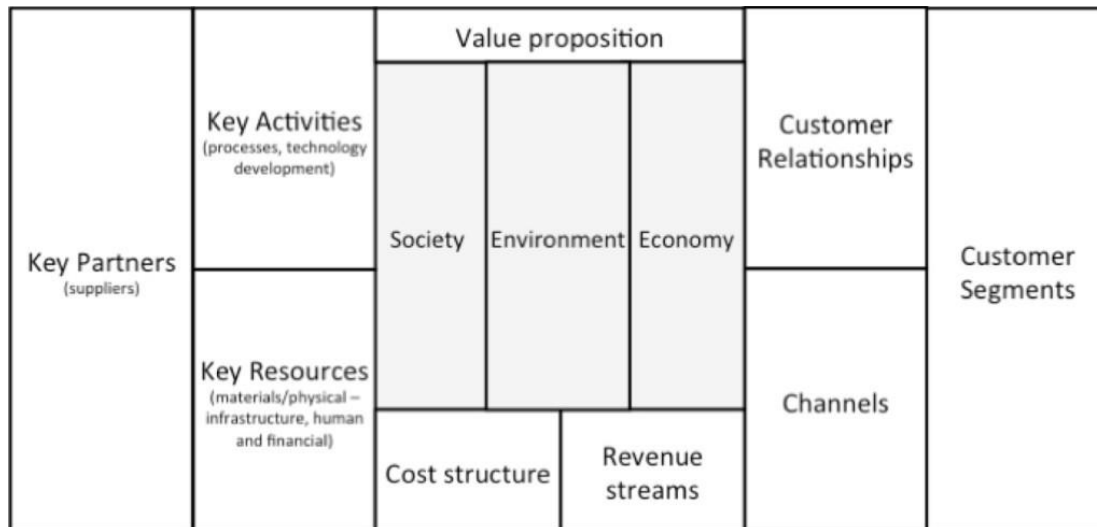 Key Partners
(suppliers)
Key Activities
(processes, technology
development)
Key Resources
(materials/physical –
infrastructure, human
and financial)
Value proposition
Society
Environment
Economy
Cost structure
Revenue
streams
Customer
Relationships
Channels
Customer
Segments